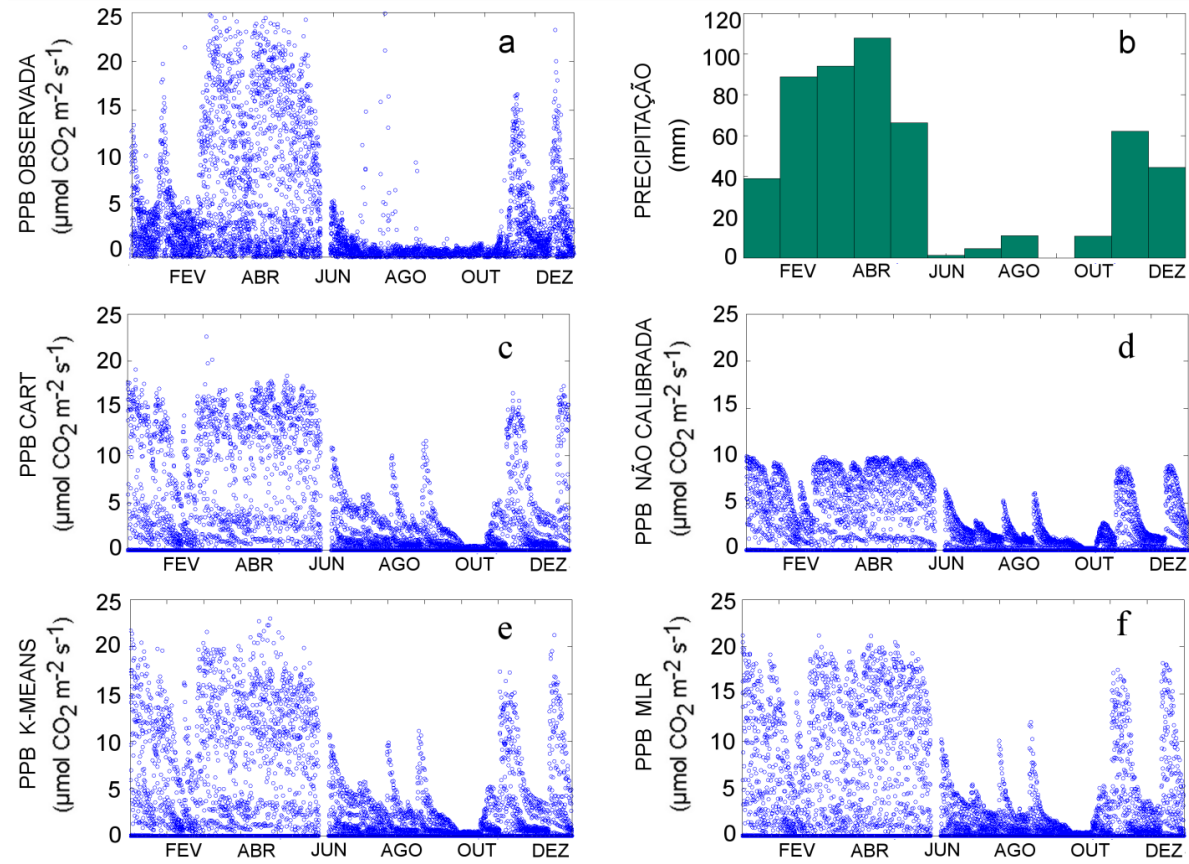 PPB OBSERVADA
(µmol CO2 m-2 s-1)
25
20
15
10
5
0
a
FEV ABR JUN AGO OUT DEZ
PRECIPITAÇÃO
(mm)
120
100
80
60
40
20
0
b
FEV ABR JUN AGO OUT DEZ
PPB CART
(µmol CO2 m-2 s-1)
25
20
15
10
5
0
c
FEV ABR JUN AGO OUT DEZ
PPB NÃO CALIBRADA
(µmol CO2 m-2 s-1)
25
20
15
10
5
0
d
FEV ABR JUN AGO OUT DEZ
PPB K-MEANS
(µmol CO2 m-2 s-1)
25
20
15
10
5
0
e
FEV ABR JUN AGO OUT DEZ
PPB MLR
(µmol CO2 m-2 s-1)
25
20
15
10
5
0
f
FEV ABR JUN AGO OUT DEZ